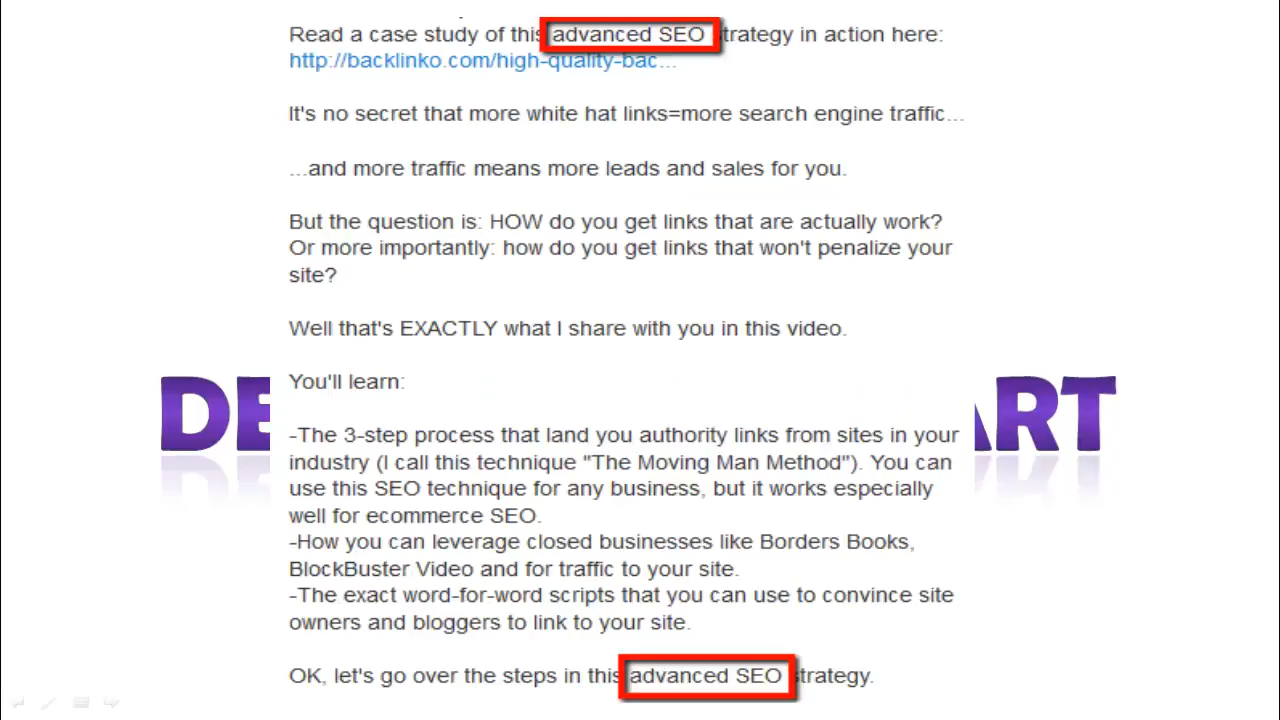 Read a case study of this advanced SEO strategy in action here:
http://backlinko.com/high-quality-bac...
It's no secret that more white hat links=more search engine traffic...
...and more traffic means more leads and sales for you.
But the question is: HOW do you get links that are actually work?
Or more importantly: how do you get links that won't penalize your
site?
Well that's EXACTLY what I share with you in this video.
You'll learn:
-The 3-step process that land you authority links from sites in your
industry (I call this technique "The Moving Man Method"). You can
use this SEO technique for any business, but it works especially
well for ecommerce SEO.
-How you can leverage closed businesses like Borders Books,
BlockBuster Video and for traffic to your site.
-The exact word-for-word scripts that you can use to convince site
owners and bloggers to link to your site.
OK, let's go over the steps in this advanced SEO strategy.